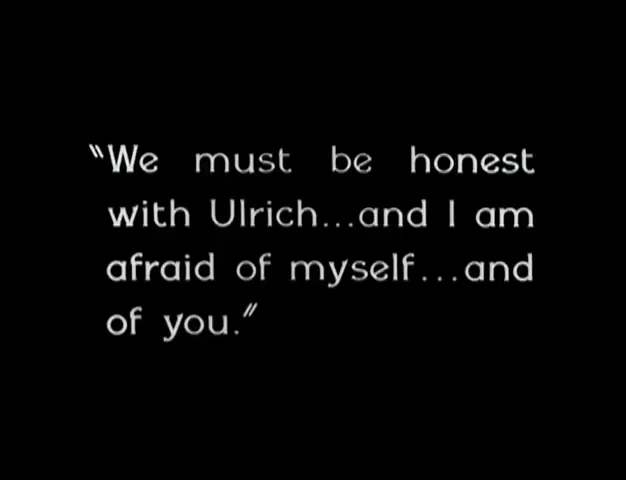 "We must be honest
with Ulrich...and I am
afraid of myself...and
of you."